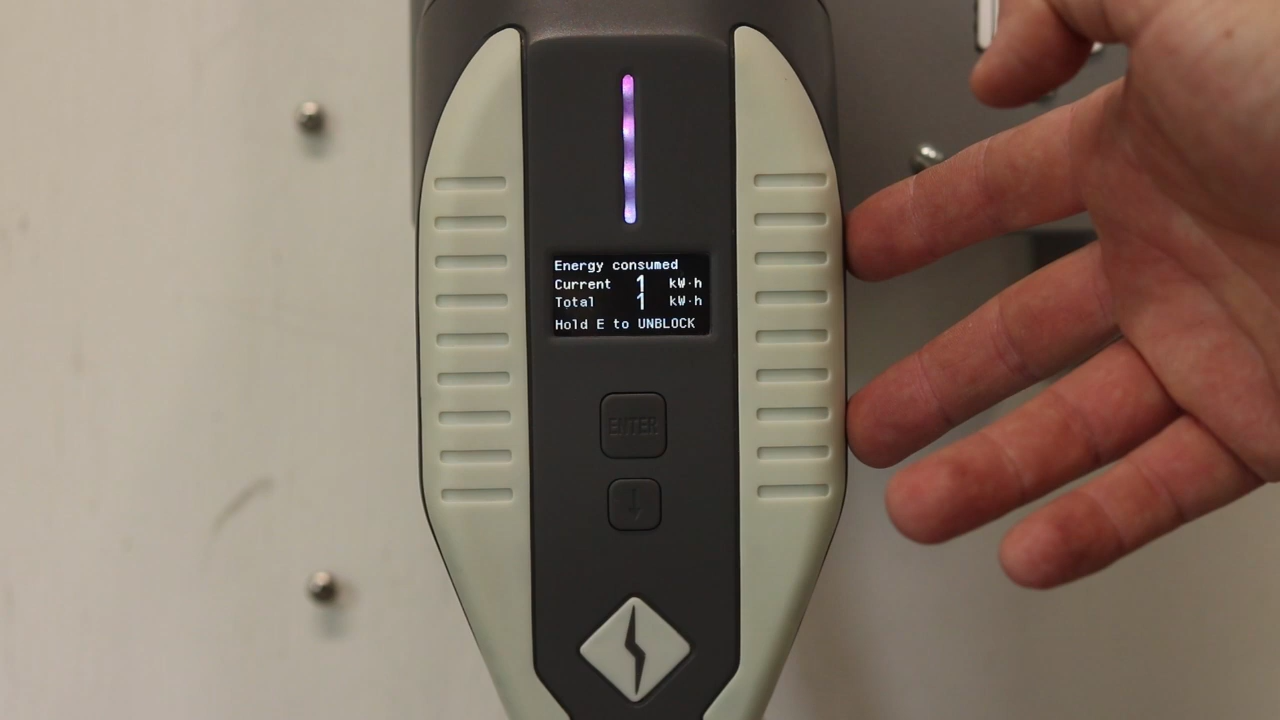 Energy consumed
Current 1 kW·h
Total 1 kW·h
Hold E to UNBLOCK
ENTER